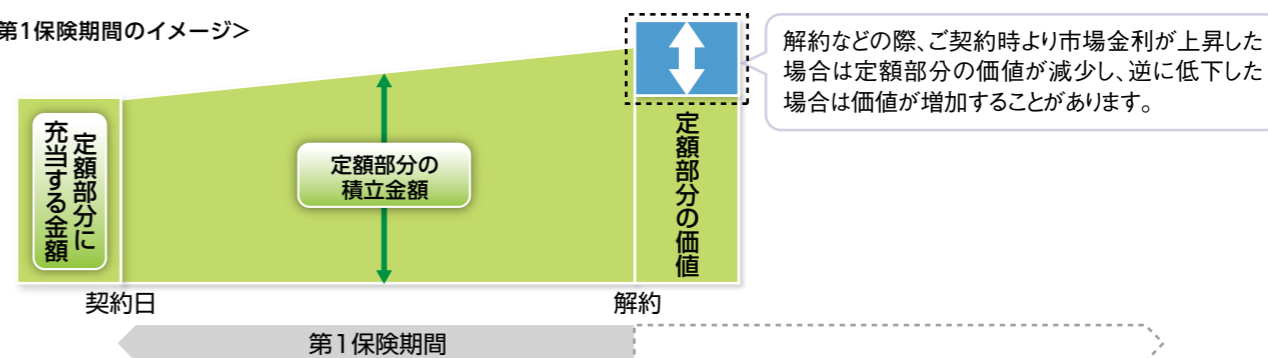 第1保険期間のイメージ>
解約などの際、ご契約時より市場金利が上昇した
場合は定額部分の価値が減少し、逆に低下した
場合は価値が増加することがあります。
定額部分に
充当する金額
定額部分の
積立金額
定額部分の価値
契約日
解約
第1保険期間